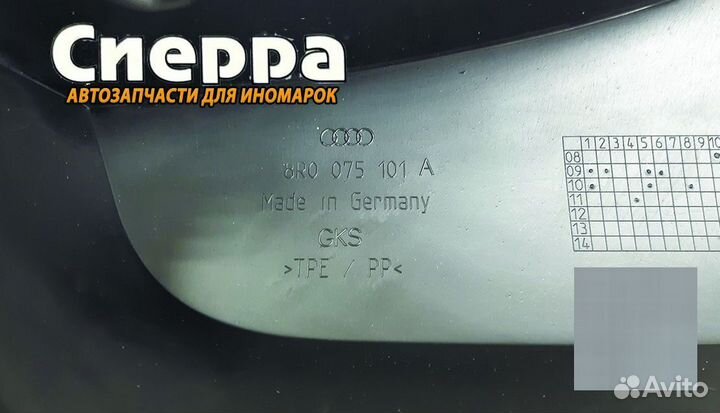 Сперра
АВТОЗАПЧАСТИ ДЛЯ ИНОМАРОК
8R0 075 101 A
Made in Germany
GKS
>TPE / PP<
1 2 3 4 5 6 7 8 9 10
08
09
10
11
12
13
14
Avito